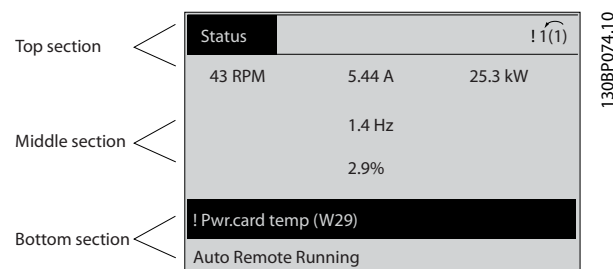 Top section
Status
! 1(1)
43 RPM 5.44 A 25.3 kW
Middle section
1.4 Hz
2.9%
Bottom section
! Pwr.card temp (W29)
Auto Remote Running
130BP074.10